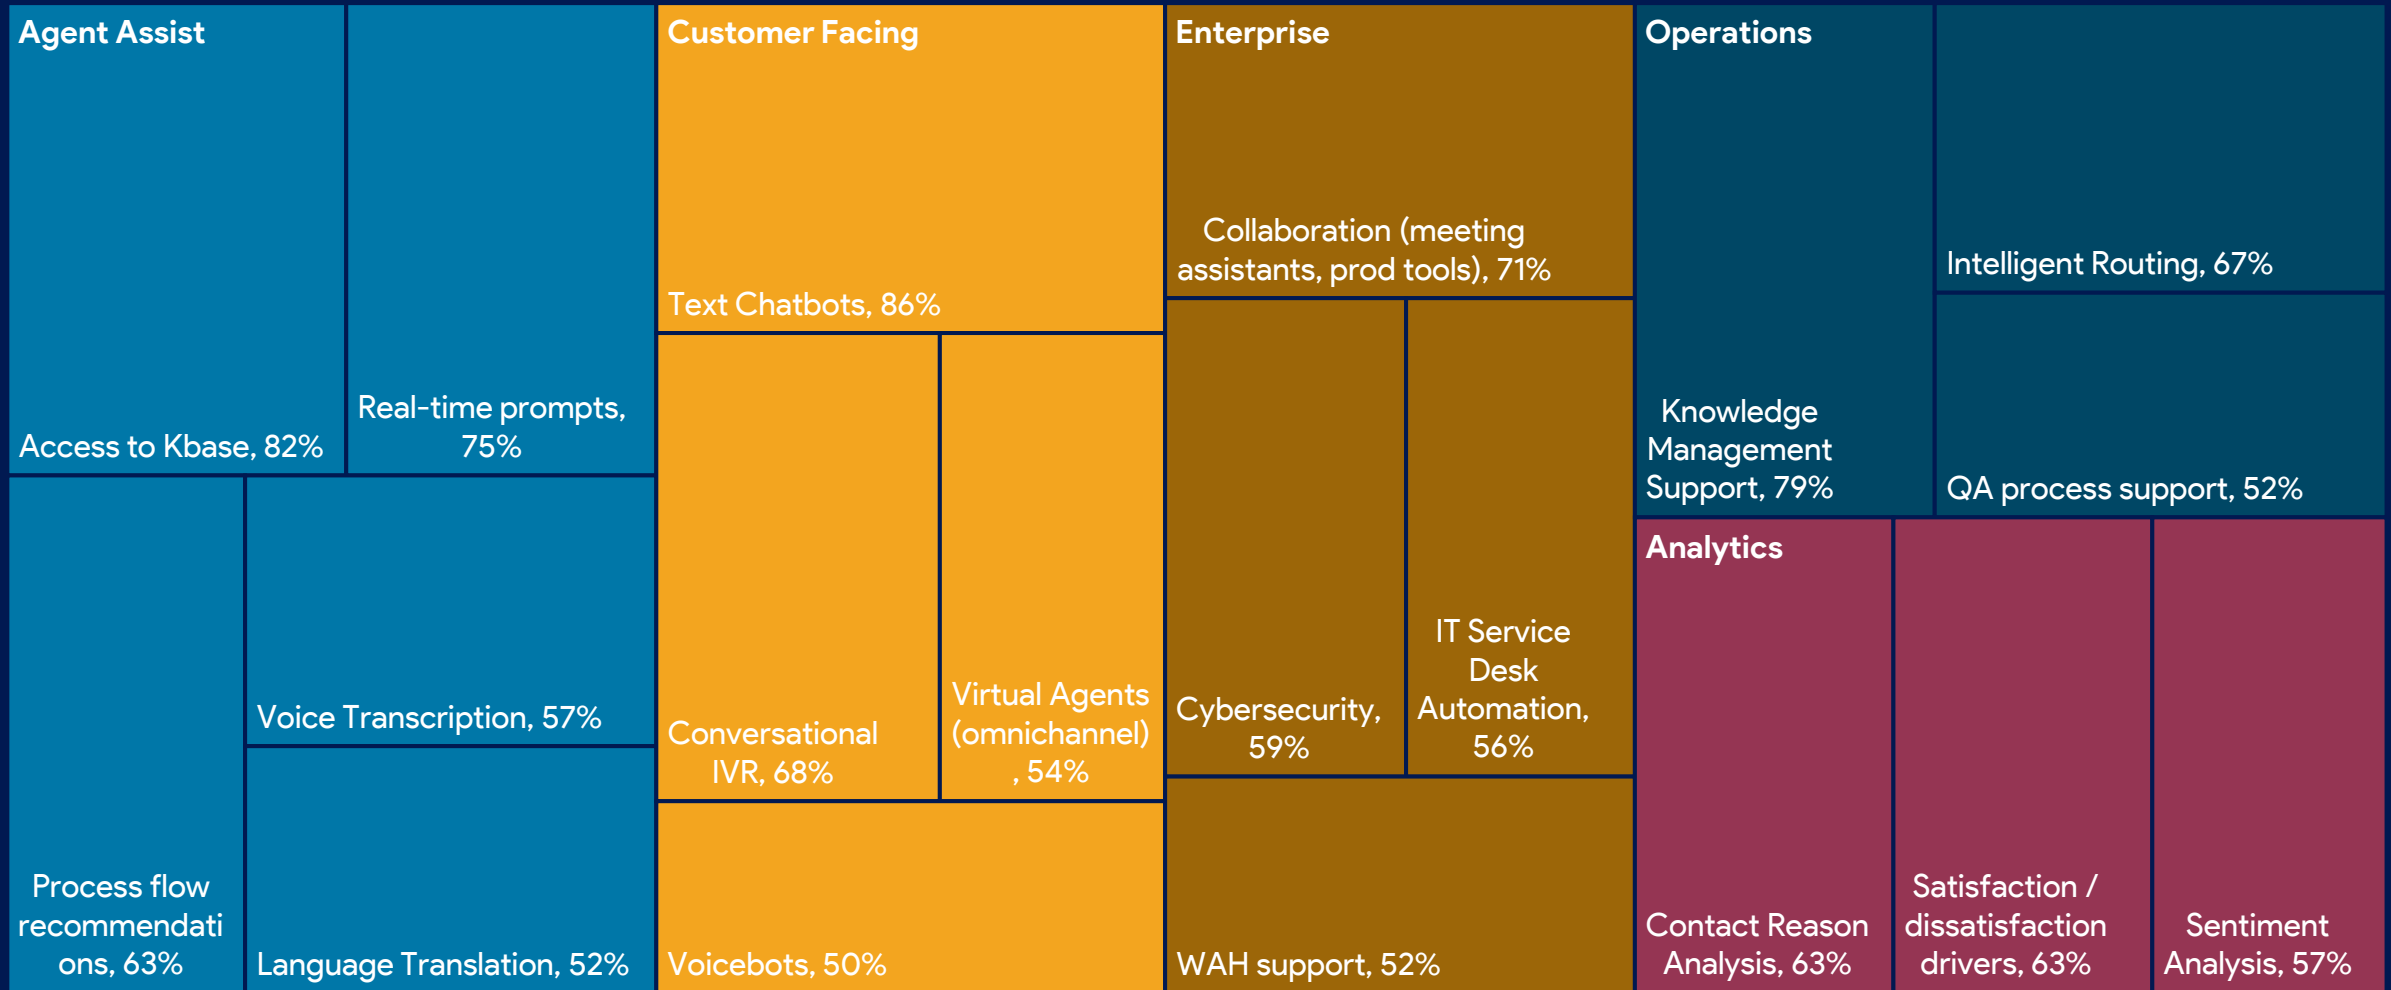 Agent Assist
Access to Kbase, 82%
Real-time prompts,
75%
Process flow
recommendati
ons, 63%
Voice Transcription, 57%
Language Translation, 52%
Customer Facing
Text Chatbots, 86%
Conversational
IVR, 68%
Virtual Agents
(omnichannel)
, 54%
Voicebots, 50%
Enterprise
Collaboration (meeting
assistants, prod tools), 71%
Cybersecurity,
59%
IT Service
Desk
Automation,
56%
WAH support, 52%
Operations
Knowledge
Management
Support, 79%
Intelligent Routing, 67%
QA process support, 52%
Analytics
Contact Reason
Analysis, 63%
Satisfaction /
dissatisfaction
drivers, 63%
Sentiment
Analysis, 57%